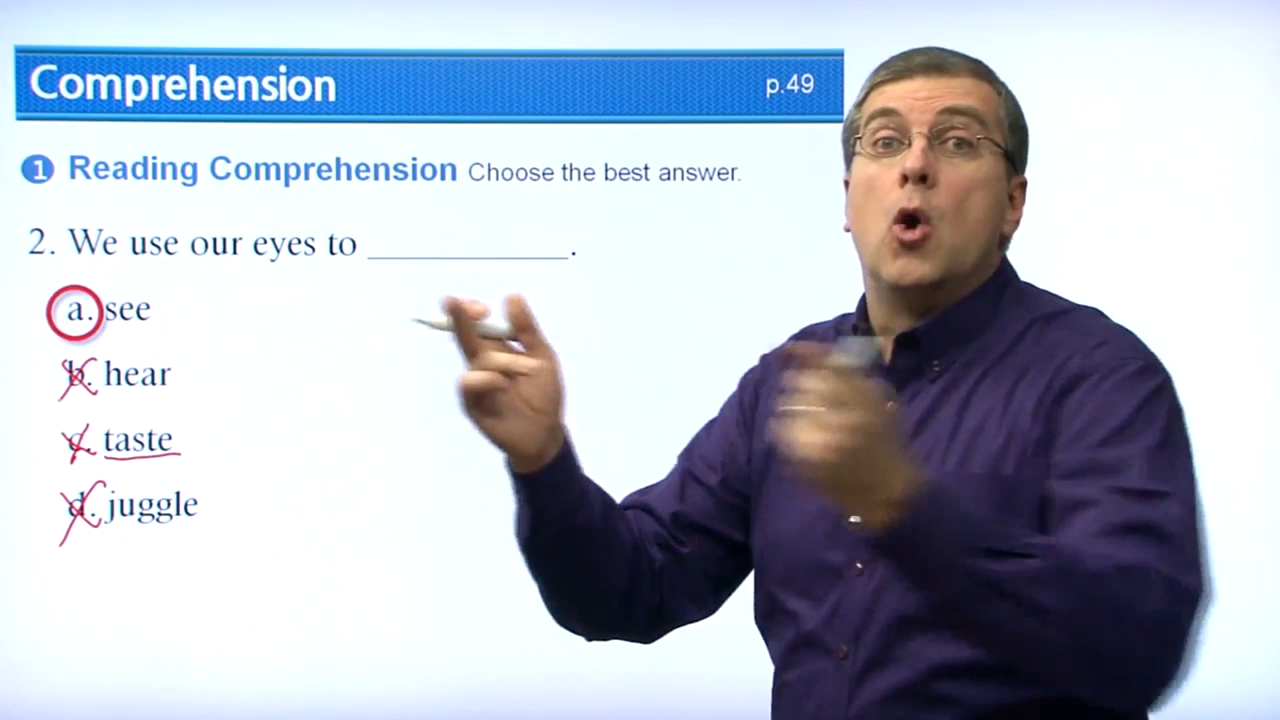 Comprehension p.49
1 Reading Comprehension Choose the best answer.
2. We use our eyes to ____________.
a. see
b. hear
c. taste
d. juggle